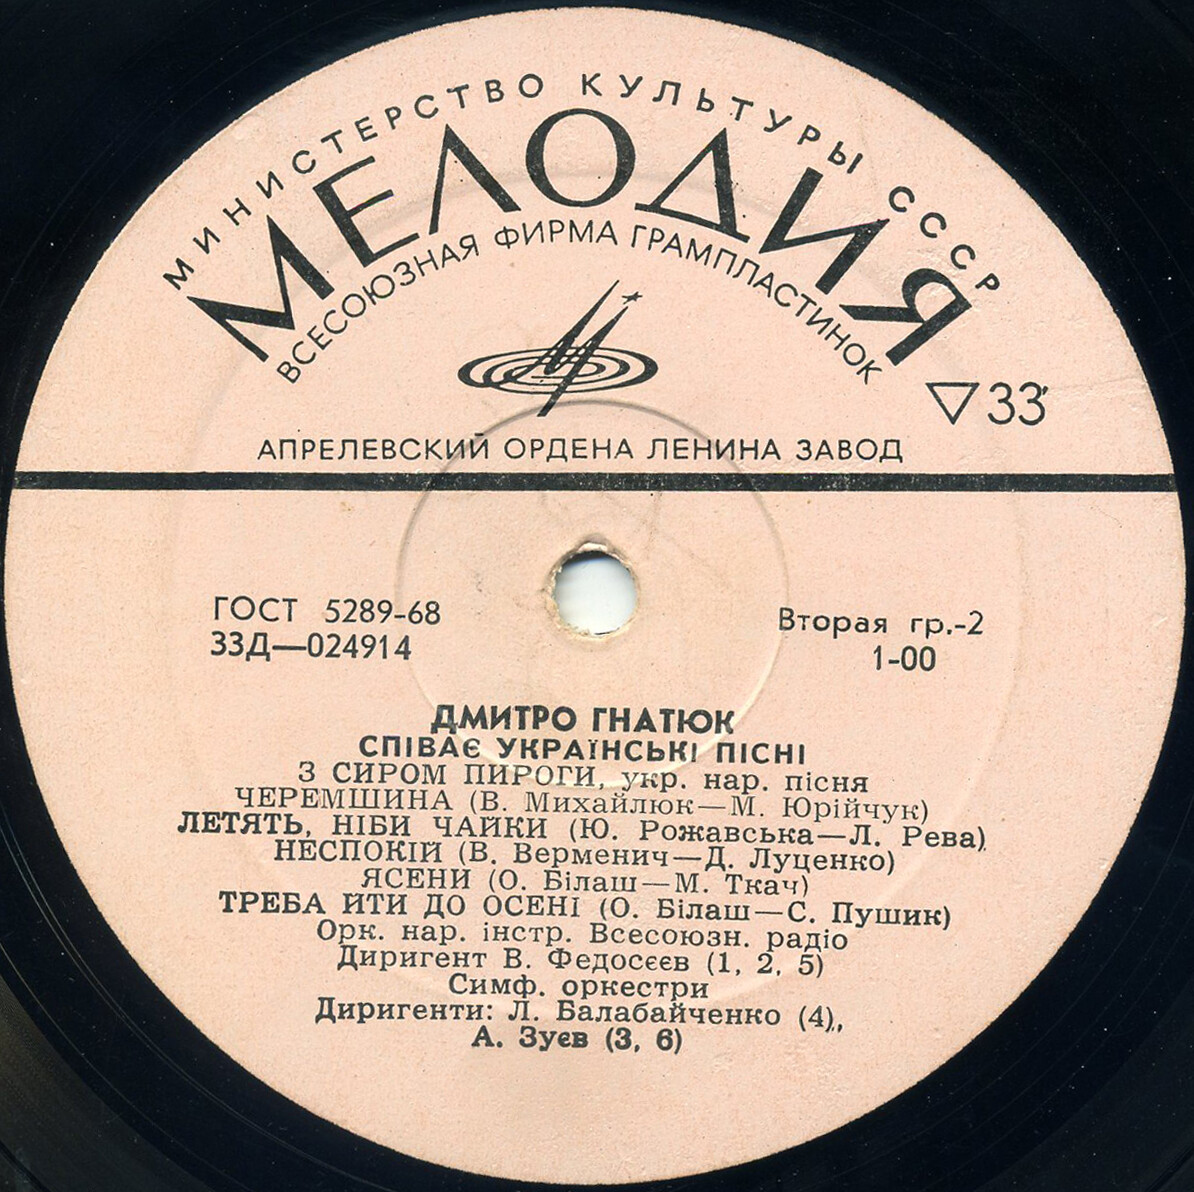 МИНИСТЕРСТВО КУЛЬТУРЫ СССР
МЕЛОДИЯ
ВСЕСОЮЗНАЯ ФИРМА ГРАМПЛАСТИНОК
33
АПРЕЛЕВСКИЙ ОРДЕНА ЛЕНИНА ЗАВОД
ГОСТ 5289-68
33Д—024914
Вторая гр.-2
1-00
ДМИТРО ГНАТЮК
СПІВАЄ УКРАЇНСЬКІ ПІСНІ
З СИРОМ ПИРОГИ, укр. нар. пісня
ЧЕРЕМШИНА (В. Михайлюк—М. Юрійчук)
ЛЕТЯТЬ, НІБИ ЧАЙКИ (Ю. Рожавська—Л. Рева)
НЕСПОКІЙ (В. Верменич—Д. Луценко)
ЯСЕНИ (О. Білаш—М. Ткач)
ТРЕБА ЙТИ ДО ОСЕНІ (О. Білаш—С. Пушик)
Орк. нар. інстр. Всесоюзн. радіо
Диригент В. Федосєєв (1, 2, 5)
Симф. оркестри
Диригенти: Л. Балабайченко (4),
А. Зуєв (3, 6)